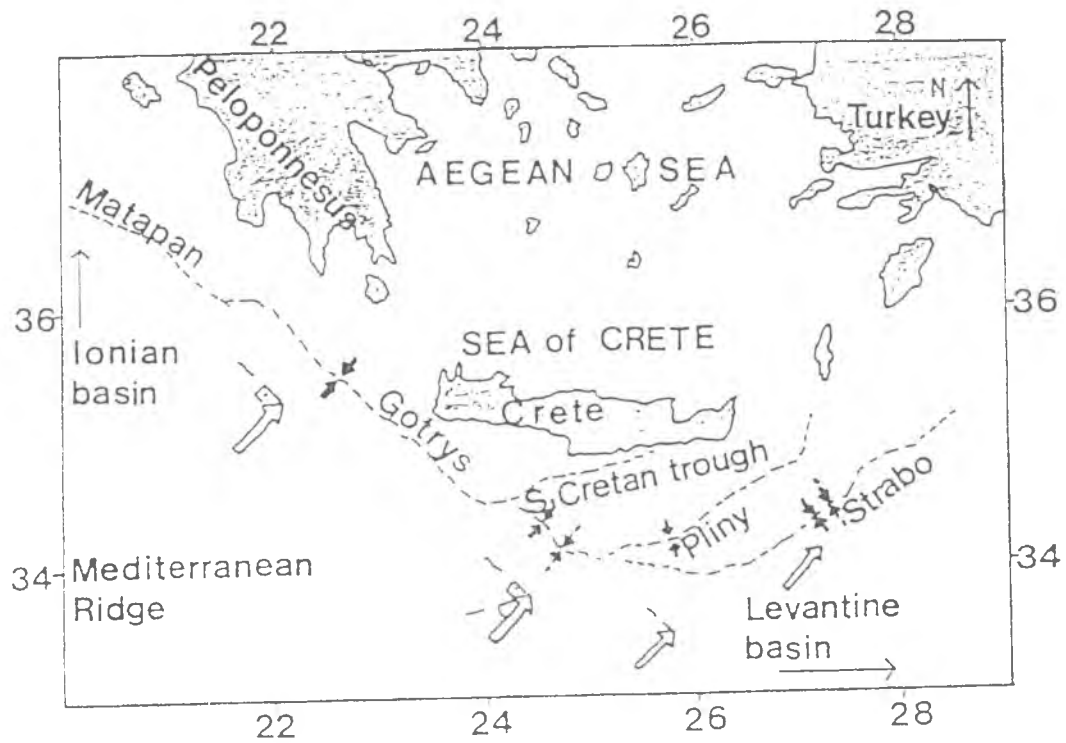 22 24 26 28
Peloponnesus
N
Turkey
AEGEAN SEA
Matapan
36 36
Ionian
basin
SEA of CRETE
Crete
Gotrys
S. Cretan trough
Pliny
Strabo
34 34
Mediterranean
Ridge
Levantine
basin
22 24 26 28